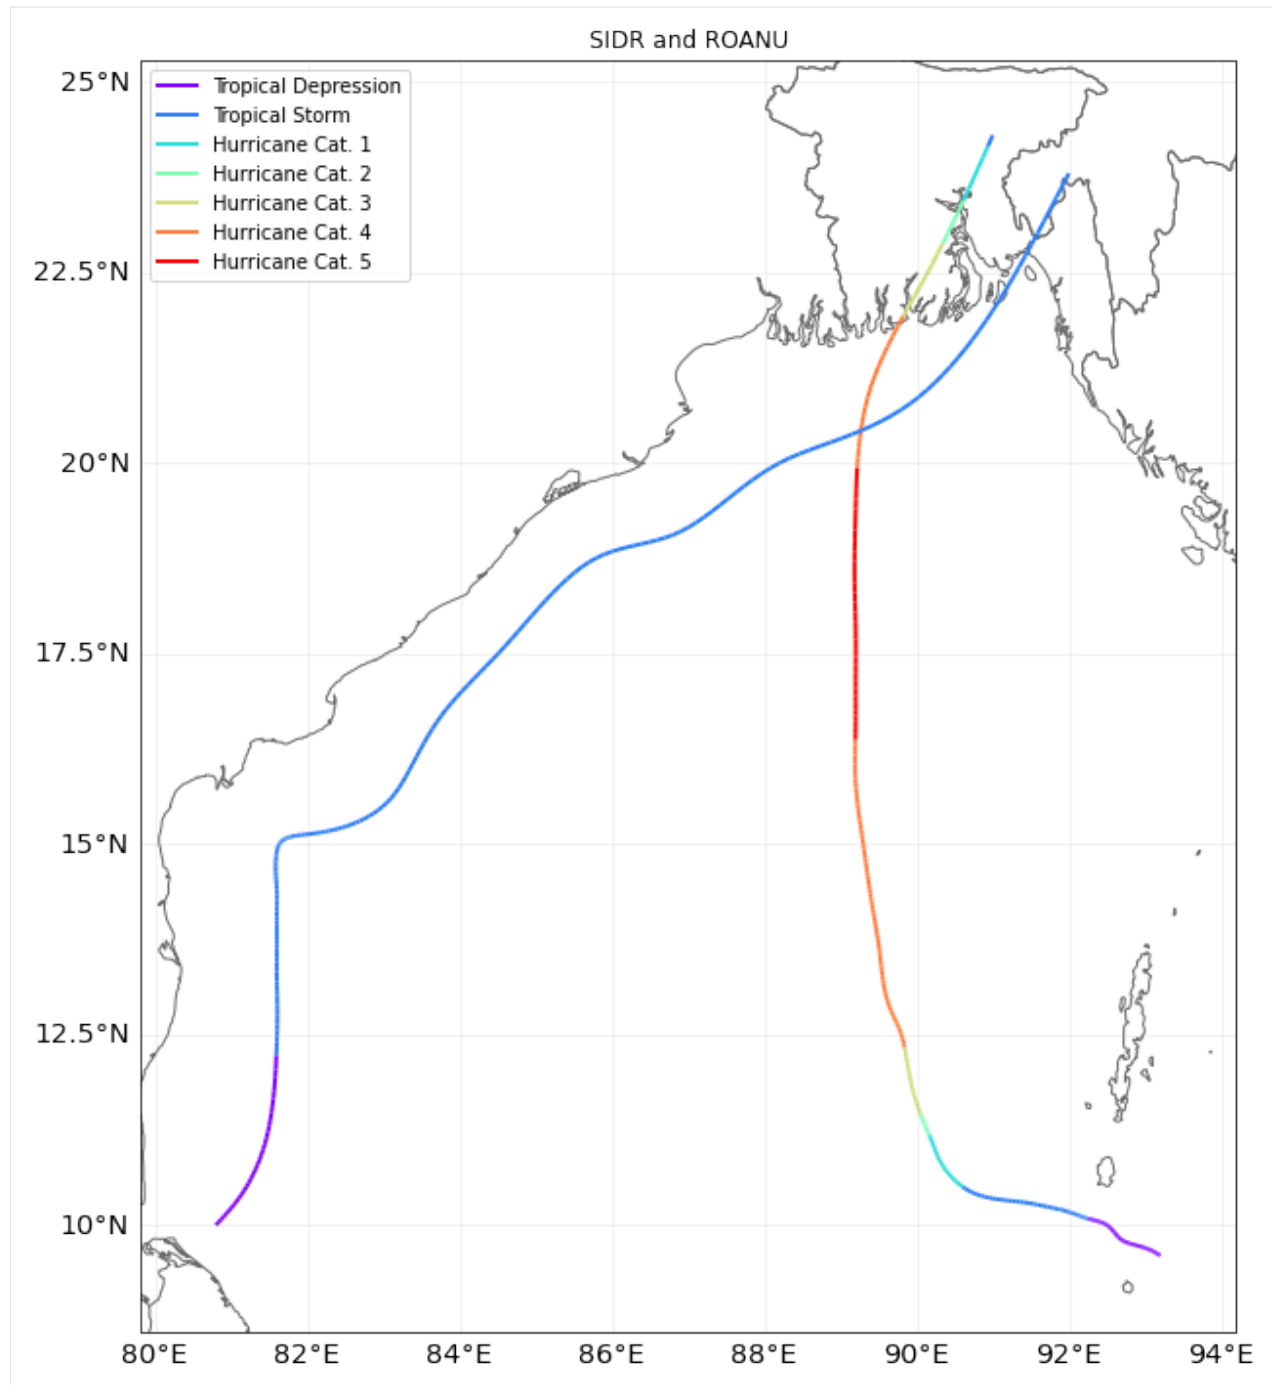 SIDR and ROANU
Tropical Depression
Tropical Storm
Hurricane Cat. 1
Hurricane Cat. 2
Hurricane Cat. 3
Hurricane Cat. 4
Hurricane Cat. 5
25°N
22.5°N
20°N
17.5°N
15°N
12.5°N
10°N
80°E 82°E 84°E 86°E 88°E 90°E 92°E 94°E